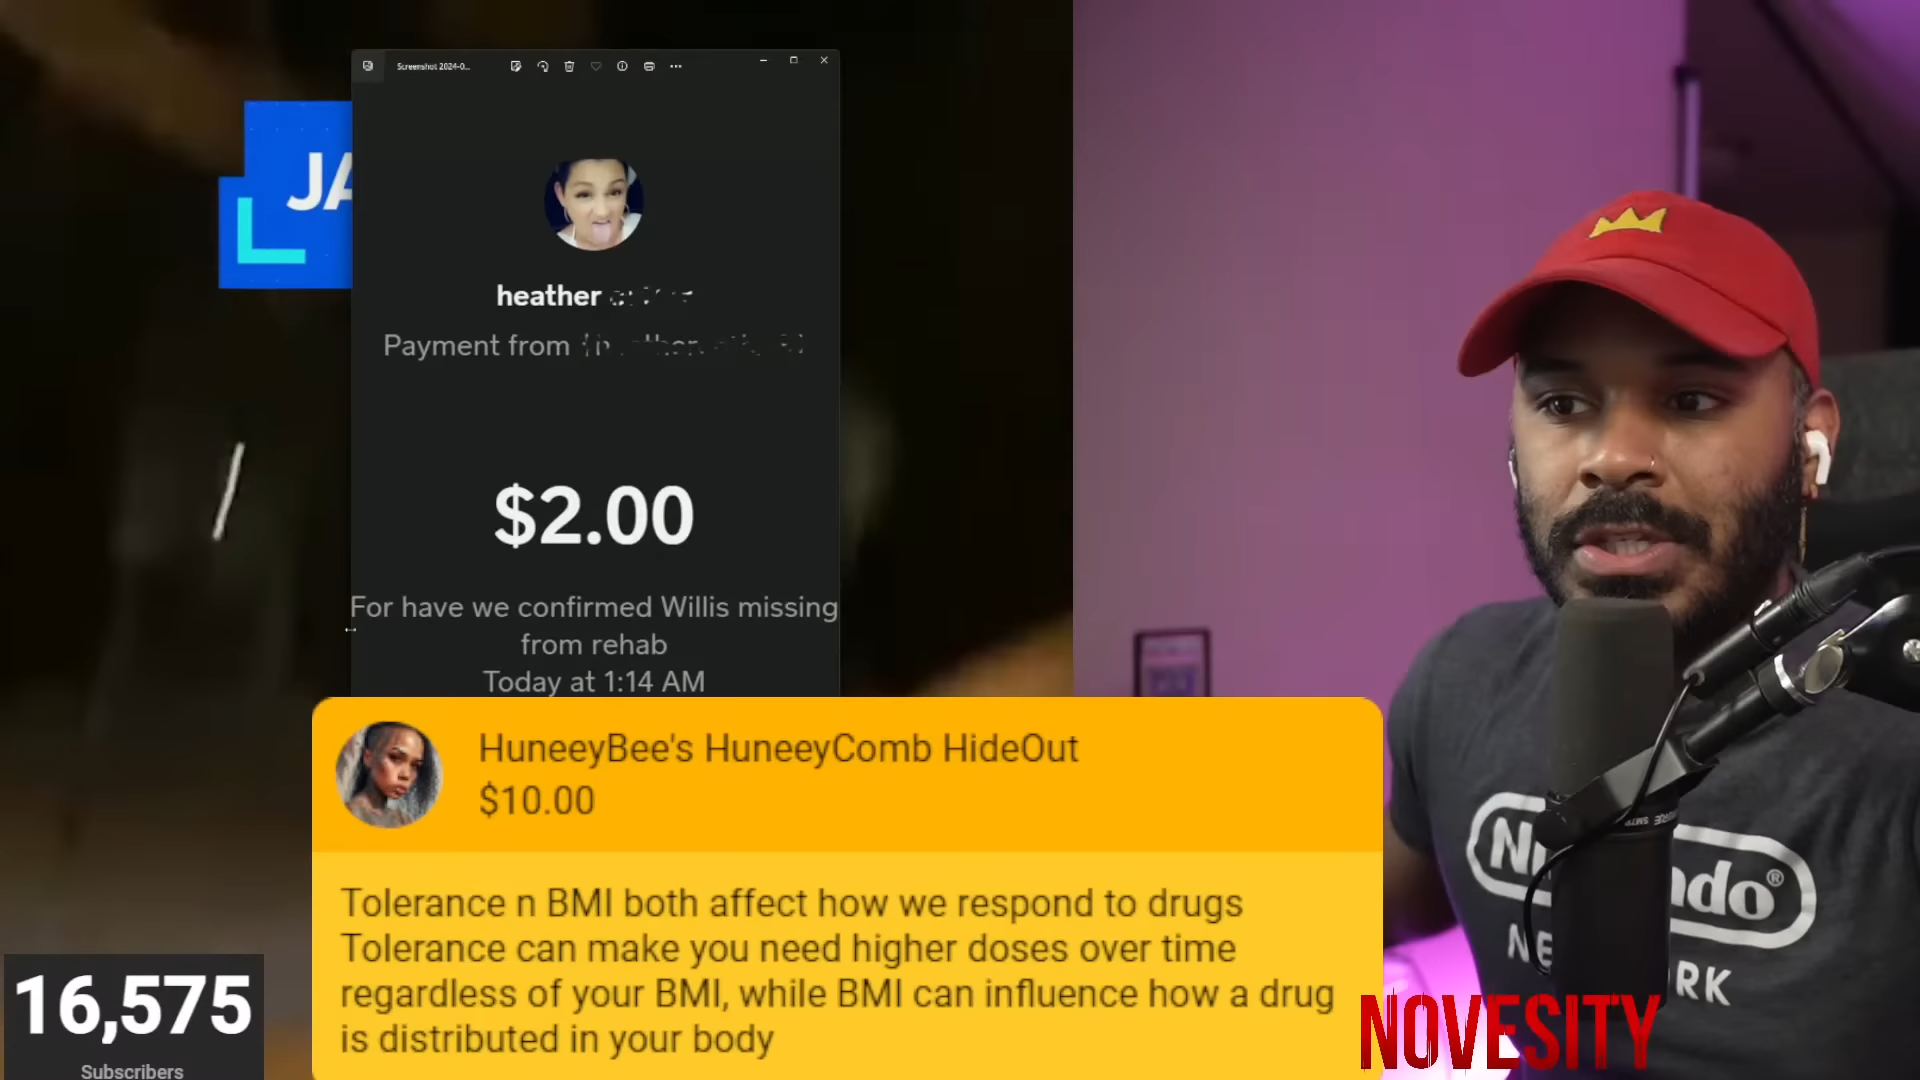 Screenshot 2024-0...
JA
heather
Payment from
$2.00
For have we confirmed Willis missing
from rehab
Today at 1:14 AM
HuneeyBee's HuneeyComb HideOut
$10.00
Tolerance n BMI both affect how we respond to drugs
Tolerance can make you need higher doses over time
regardless of your BMI, while BMI can influence how a drug
is distributed in your body
16,575
Subscribers
NOVESITY